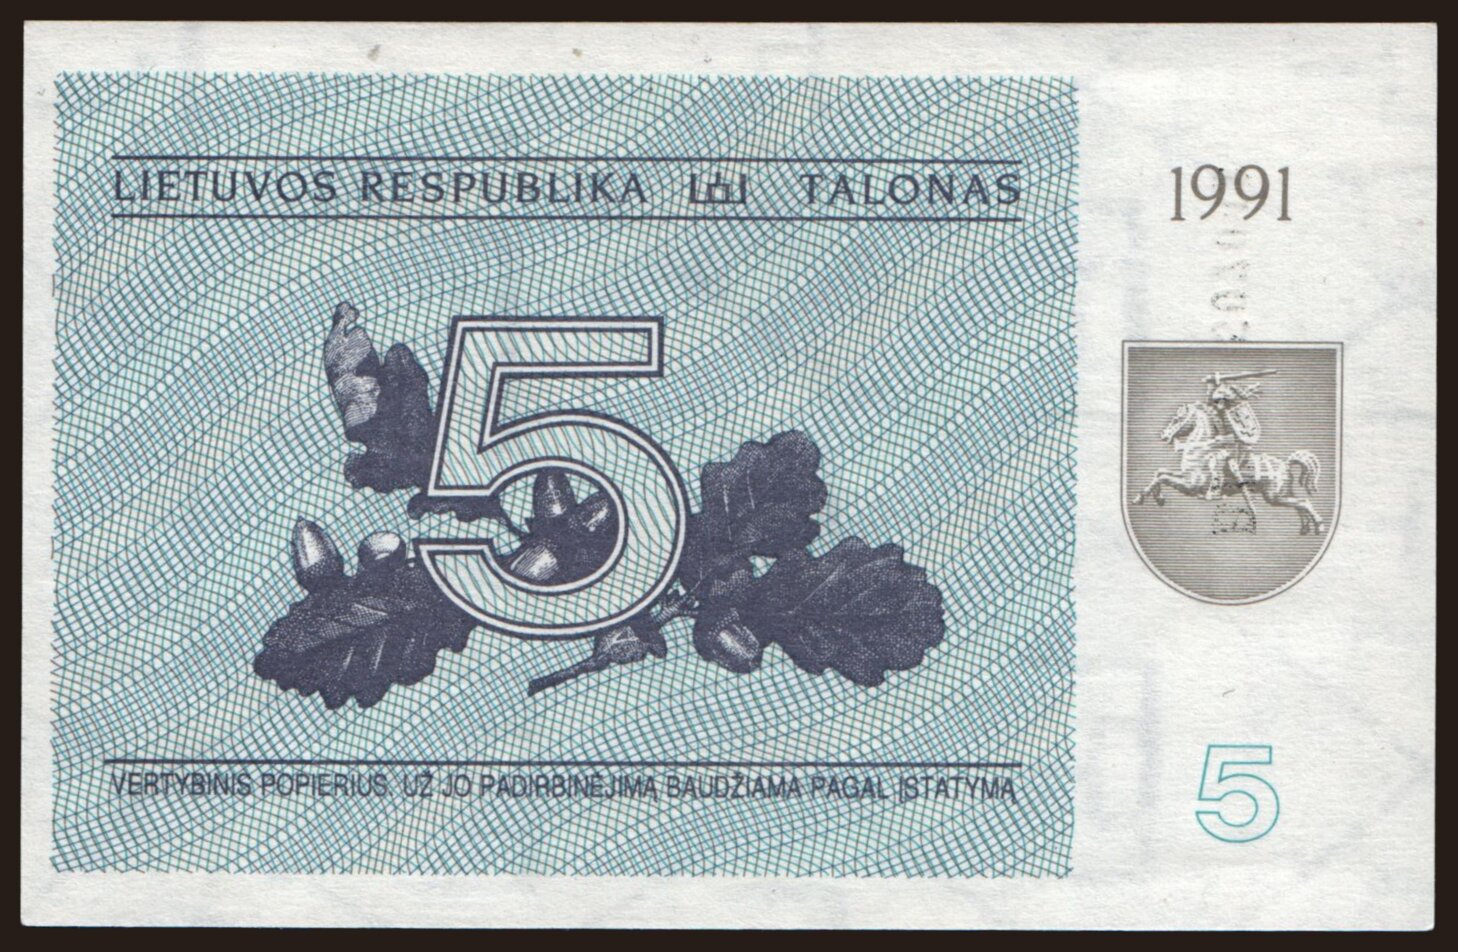 LIETUVOS RESPUBLIKA TALONAS
1991
5
VERTYBINIS POPIERIUS. UŽ JO PADIRBINĖJIMĄ BAUDŽIAMA PAGAL ĮSTATYMĄ
5